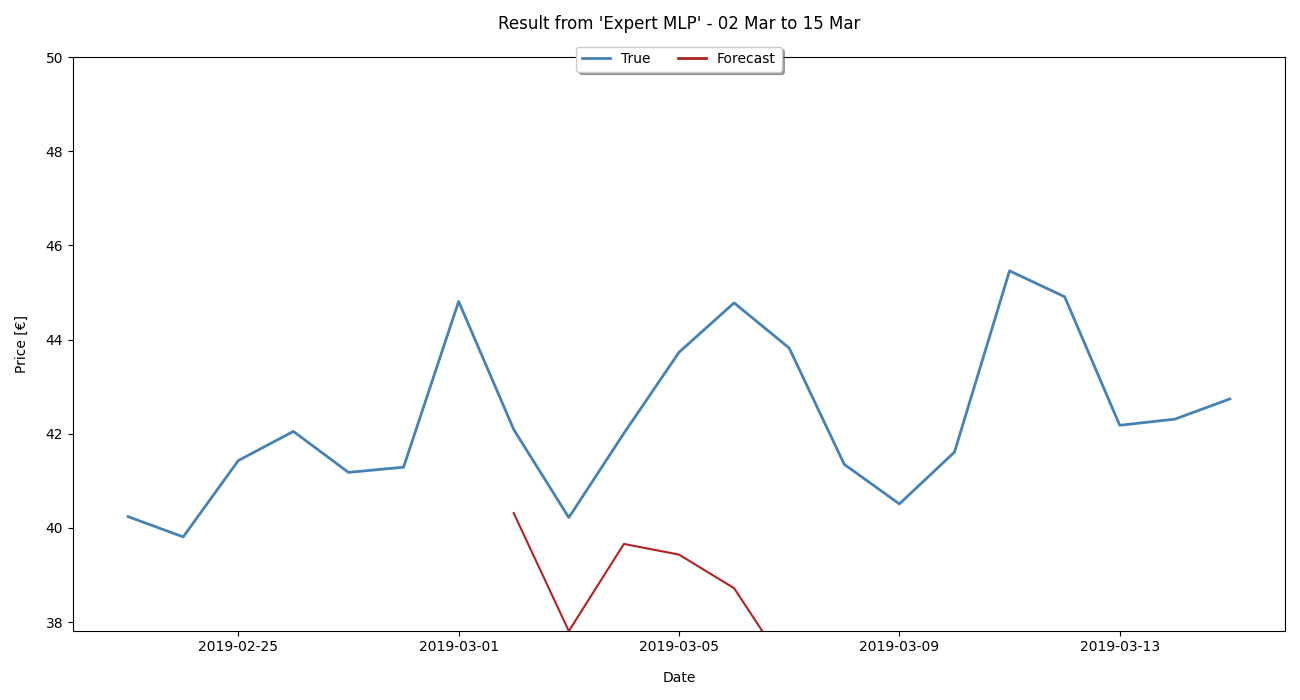 Result from 'Expert MLP' - 02 Mar to 15 Mar
True Forecast
50
48
46
44
42
40
38
Price [€]
2019-02-25 2019-03-01 2019-03-05 2019-03-09 2019-03-13
Date